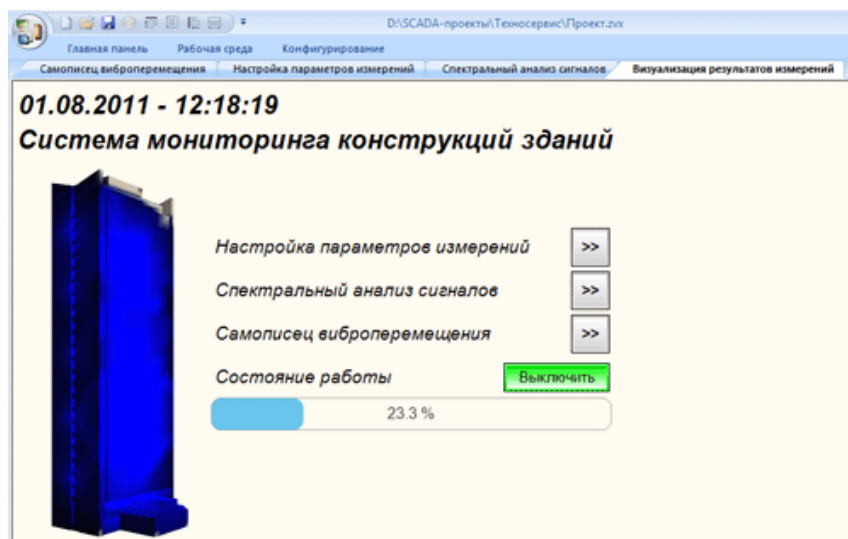 D:\SCADA-проекты\Техносервис\Проект.zvx
Главная панель Рабочая среда Конфигурирование
Самописец виброперемещения Настройка параметров измерений Спектральный анализ сигналов Визуализация результатов измерений
01.08.2011 - 12:18:19
Система мониторинга конструкций зданий
Настройка параметров измерений >>
Спектральный анализ сигналов >>
Самописец виброперемещения >>
Состояние работы Выключить
23.3 %